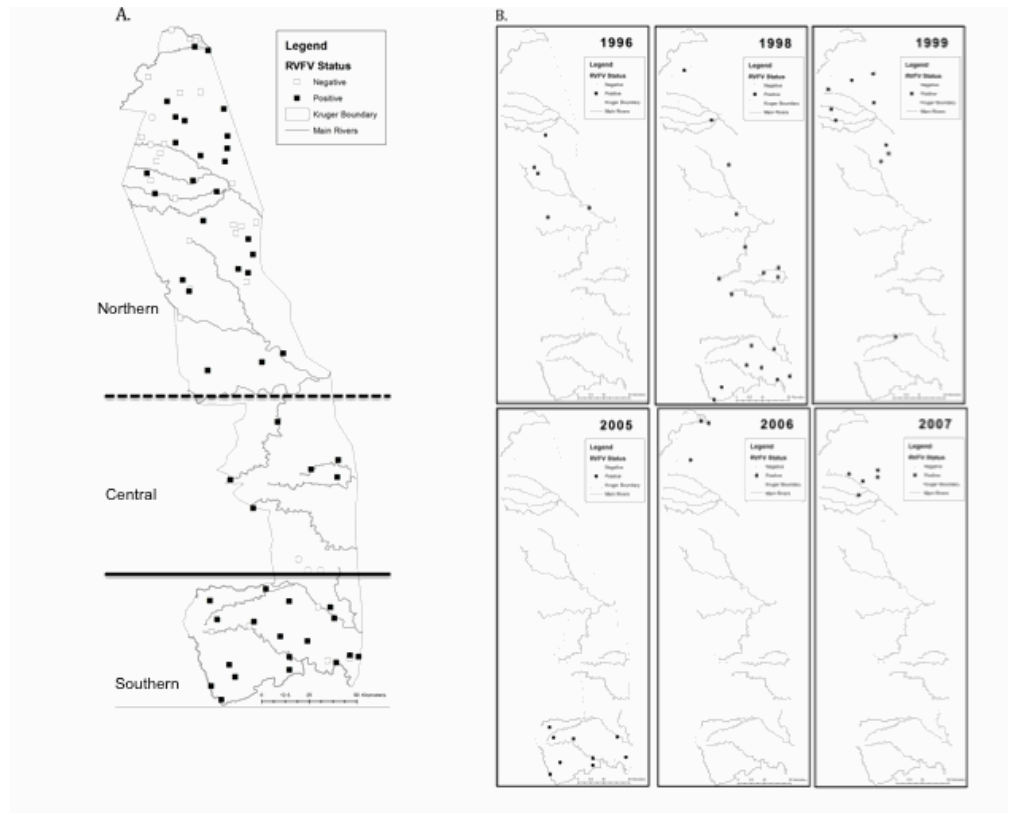 A.
Legend
RVFV Status
Negative
Positive
Kruger Boundary
Main Rivers
Northern
Central
Southern
B.
1996
Legend
RVFV Status
Negative
Positive
Kruger Boundary
Main Rivers
1998
Legend
RVFV Status
Negative
Positive
Kruger Boundary
Main Rivers
1999
Legend
RVFV Status
Negative
Positive
Kruger Boundary
Main Rivers
2005
Legend
RVFV Status
Negative
Positive
Kruger Boundary
Main Rivers
2006
Legend
RVFV Status
Negative
Positive
Kruger Boundary
Main Rivers
2007
Legend
RVFV Status
Negative
Positive
Kruger Boundary
Main Rivers